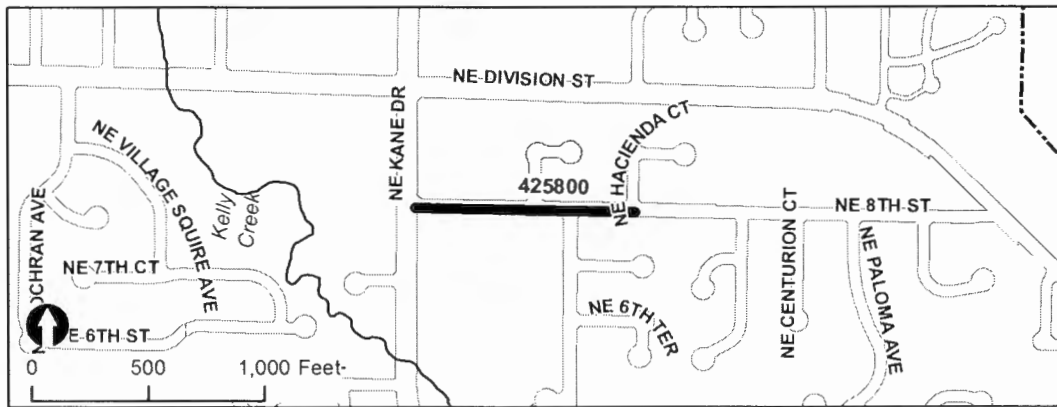 NE DIVISION ST
NE KANE DR
NE HACIENDA CT
NE VILLAGE SQUIRE AVE
425800
Kelly
Creek
OCHRAN AVE
NE 8TH ST
NE 7TH CT
NE CENTURION CT
NE PALOMA AVE
NE 6TH TER
E 6TH ST
0 500 1,000 Feet